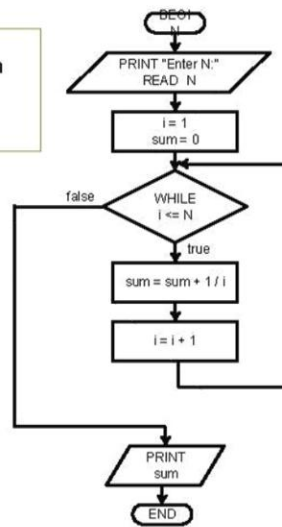 BEGI
N
PRINT "Enter N:"
READ N
i = 1
sum = 0
WHILE
i <= N
false
true
sum = sum + 1 / i
i = i + 1
PRINT
sum
END